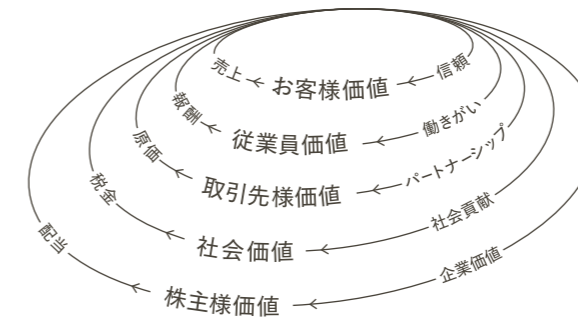 売上 お客様価値 信頼
報酬 従業員価値 働きがい
原価 取引先様価値 パートナーシップ
税金 社会価値 社会貢献
配当 株主様価値 企業価値